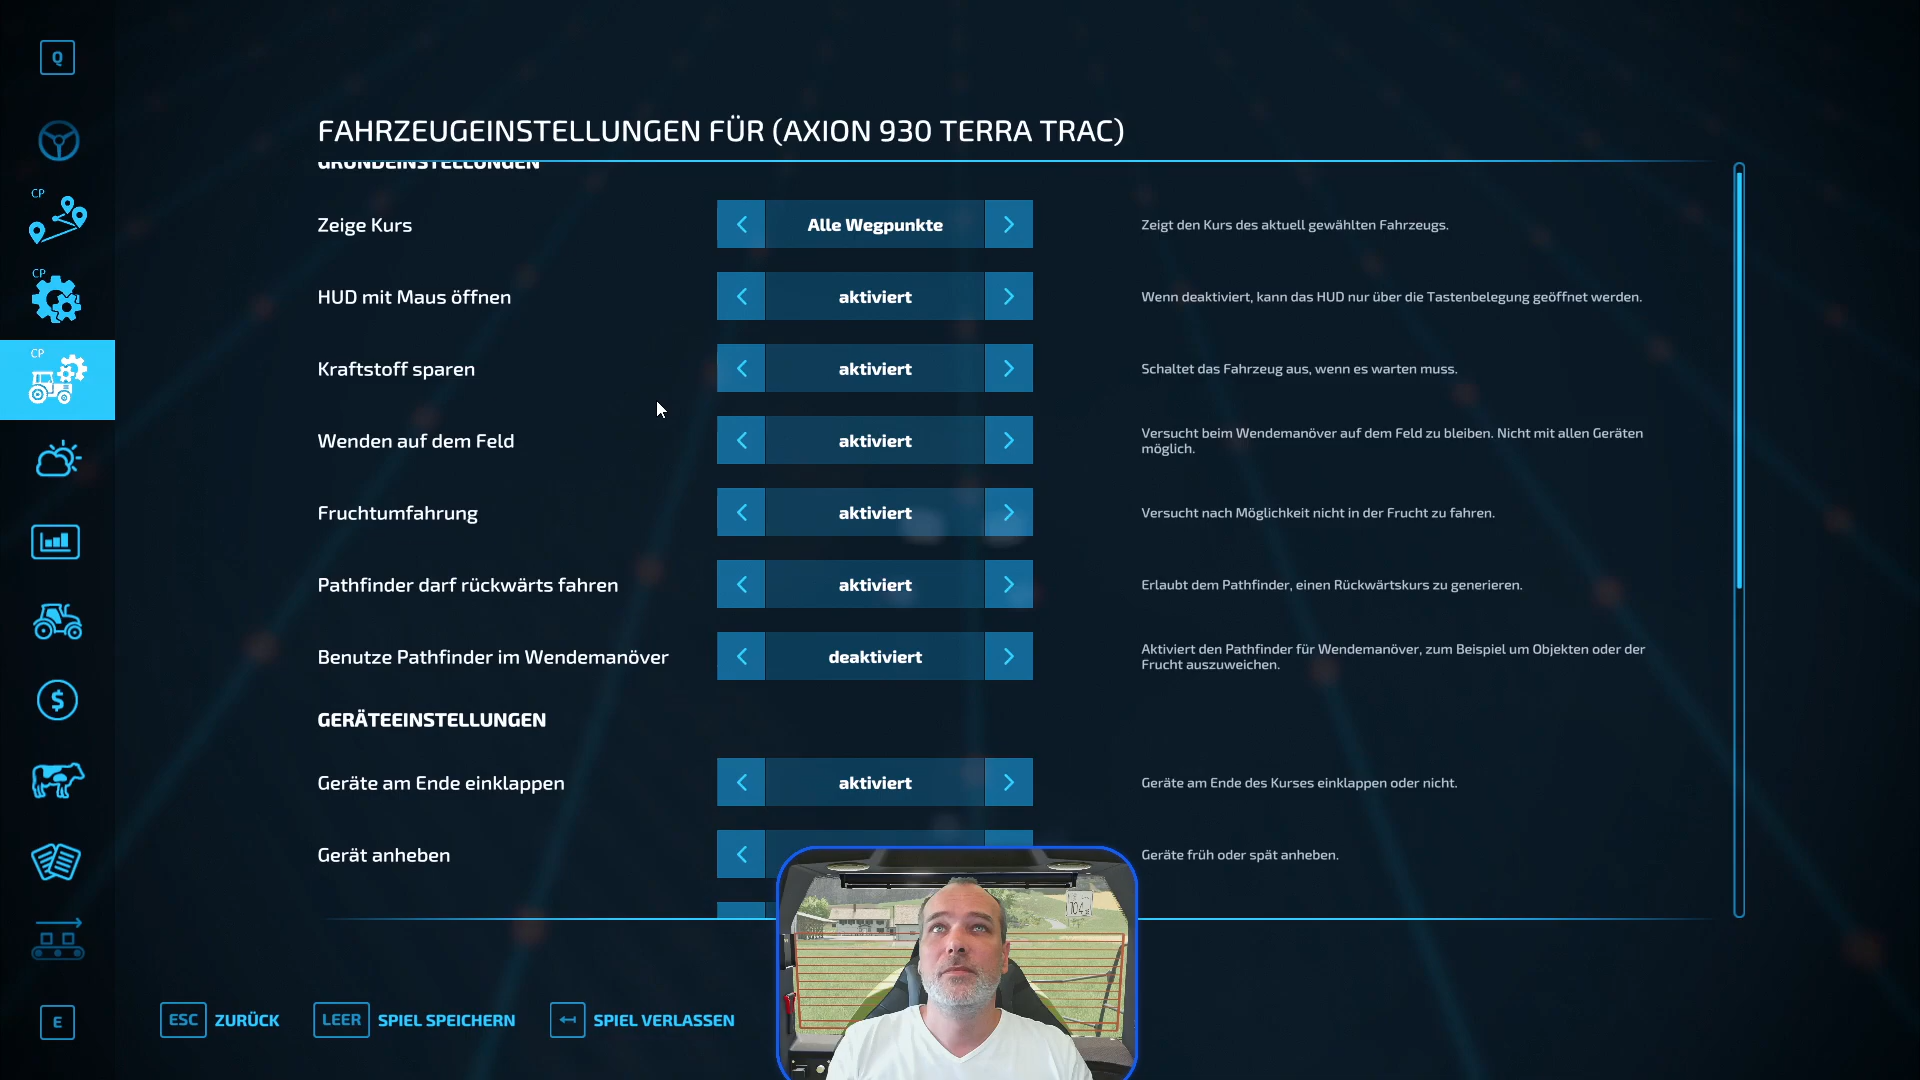 Q
FAHRZEUGEINSTELLUNGEN FÜR (AXION 930 TERRA TRAC)
GRUNDEINSTELLUNGEN
CP
Zeige Kurs
Alle Wegpunkte
Zeigt den Kurs des aktuell gewählten Fahrzeugs.
CP
HUD mit Maus öffnen
aktiviert
Wenn deaktiviert, kann das HUD nur über die Tastenbelegung geöffnet werden.
CP
Kraftstoff sparen
aktiviert
Schaltet das Fahrzeug aus, wenn es warten muss.
Wenden auf dem Feld
aktiviert
Versucht beim Wendemanöver auf dem Feld zu bleiben. Nicht mit allen Geräten
möglich.
Fruchtumfahrung
aktiviert
Versucht nach Möglichkeit nicht in der Frucht zu fahren.
Pathfinder darf rückwärts fahren
aktiviert
Erlaubt dem Pathfinder, einen Rückwärtskurs zu generieren.
Benutze Pathfinder im Wendemanöver
deaktiviert
Aktiviert den Pathfinder für Wendemanöver, zum Beispiel um Objekten oder der
Frucht auszuweichen.
$
GERÄTEEINSTELLUNGEN
Geräte am Ende einklappen
aktiviert
Geräte am Ende des Kurses einklappen oder nicht.
Gerät anheben
Geräte früh oder spät anheben.
104
E
ESC ZURÜCK
LEER SPIEL SPEICHERN
SPIEL VERLASSEN